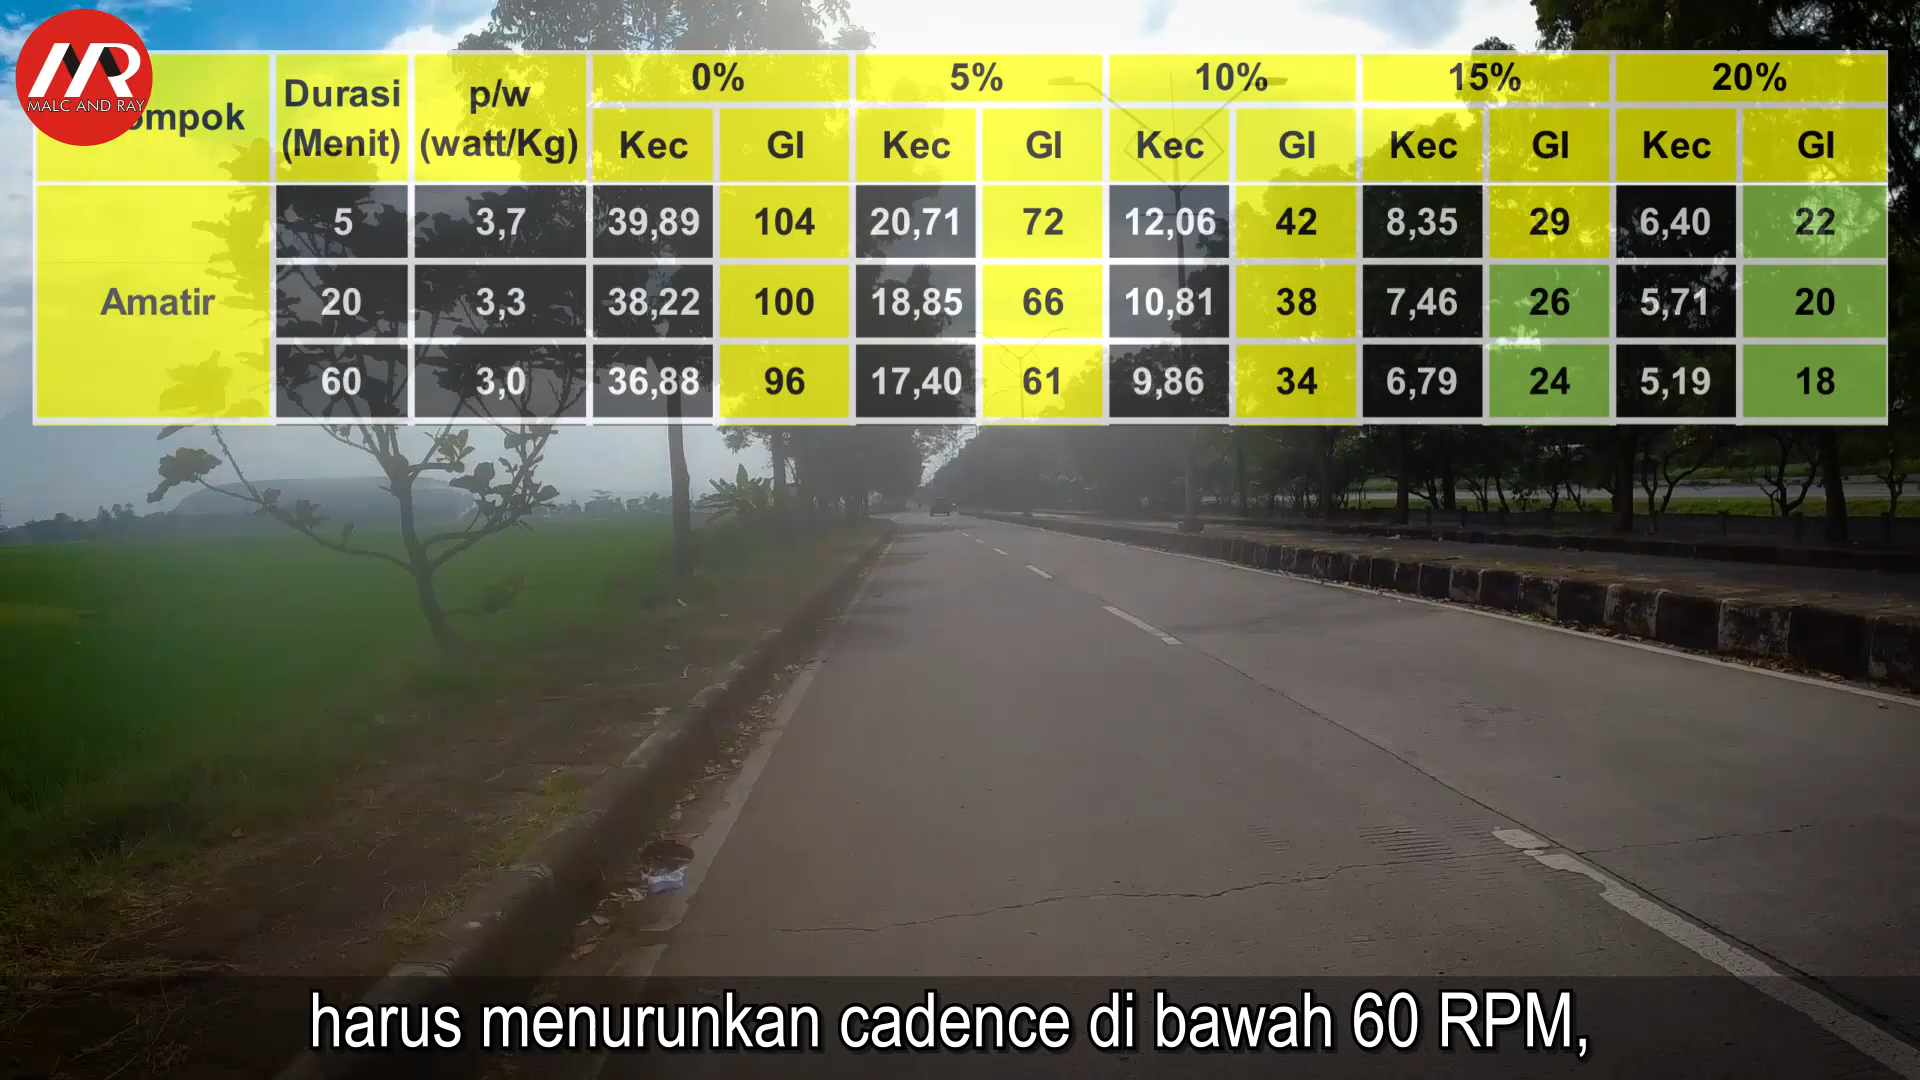 MR
MALC AND RAY
ompok Durasi (Menit) p/w (watt/Kg) 0% 5% 10% 15% 20%
Kec GI Kec GI Kec GI Kec GI Kec GI
Amatir
5 3,7 39,89 104 20,71 72 12,06 42 8,35 29 6,40 22
20 3,3 38,22 100 18,85 66 10,81 38 7,46 26 5,71 20
60 3,0 36,88 96 17,40 61 9,86 34 6,79 24 5,19 18
harus menurunkan cadence di bawah 60 RPM,